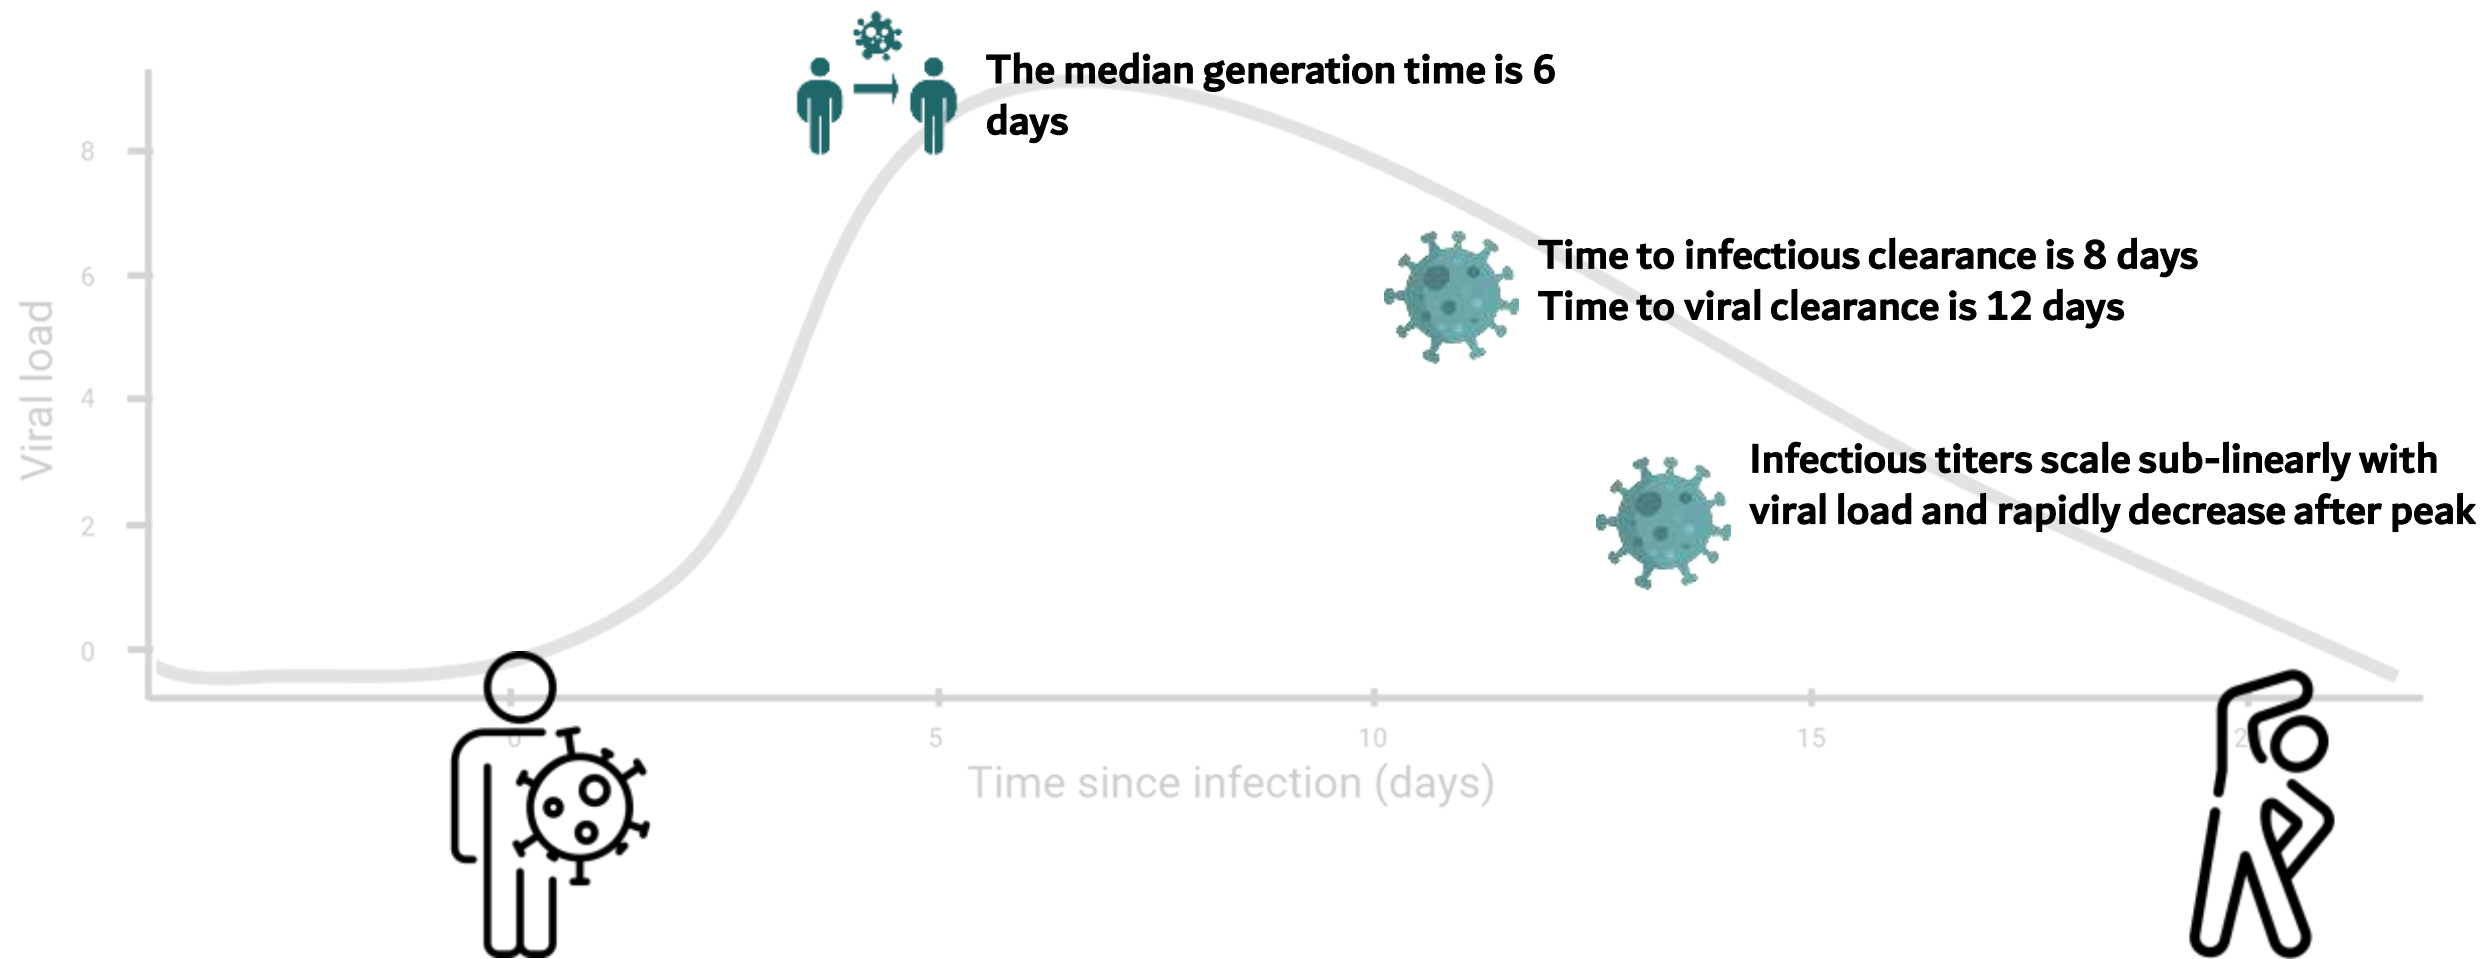 The median generation time is 6
days
8
6
4
2
0
Viral load
Time to infectious clearance is 8 days
Time to viral clearance is 12 days
Infectious titers scale sub-linearly with
viral load and rapidly decrease after peak
0
5
10
15
Time since infection (days)